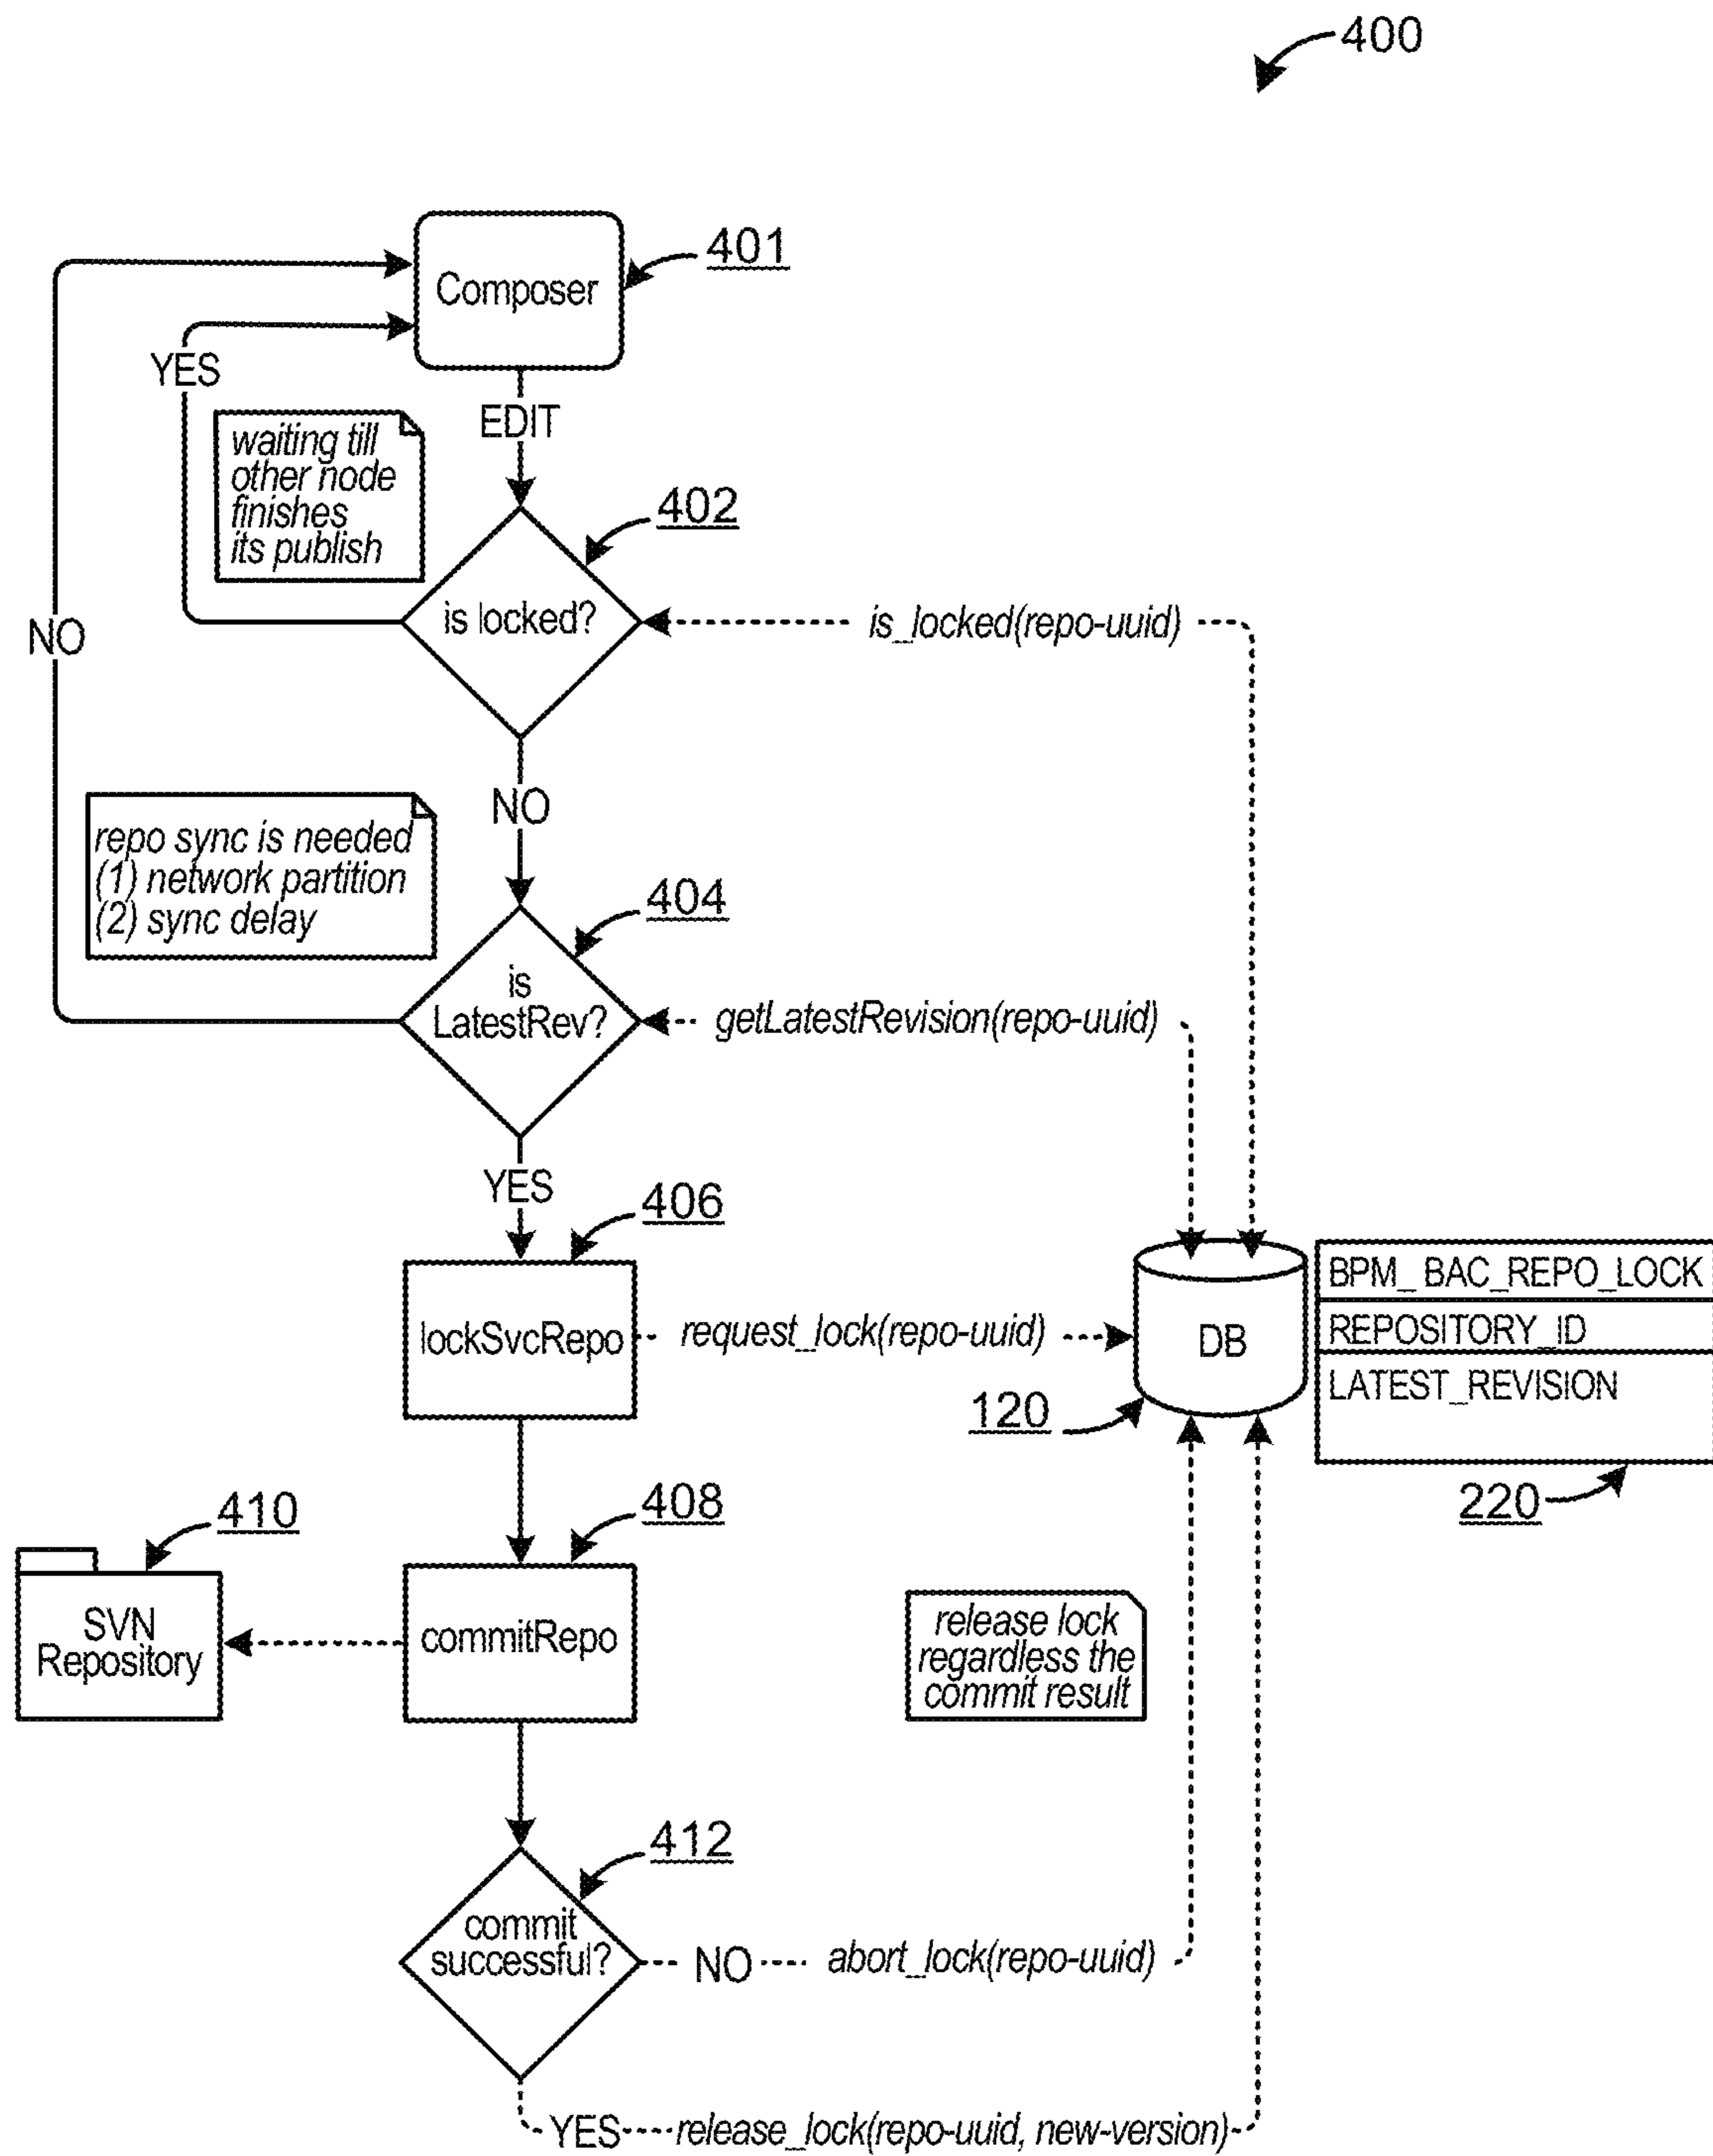 400
401
Composer
YES
EDIT
waiting till
other node
finishes
its publish
402
is locked?
is_locked(repo-uuid)
NO
NO
repo sync is needed
(1) network partition
(2) sync delay
404
is
LatestRev?
getLatestRevision(repo-uuid)
YES
406
lockSvcRepo
request_lock(repo-uuid)
DB
BPM_BAC_REPO_LOCK
REPOSITORY_ID
LATEST_REVISION
120
220
410
408
SVN
Repository
commitRepo
release lock
regardless the
commit result
412
commit
successful?
NO
abort_lock(repo-uuid)
YES
release_lock(repo-uuid, new-version)